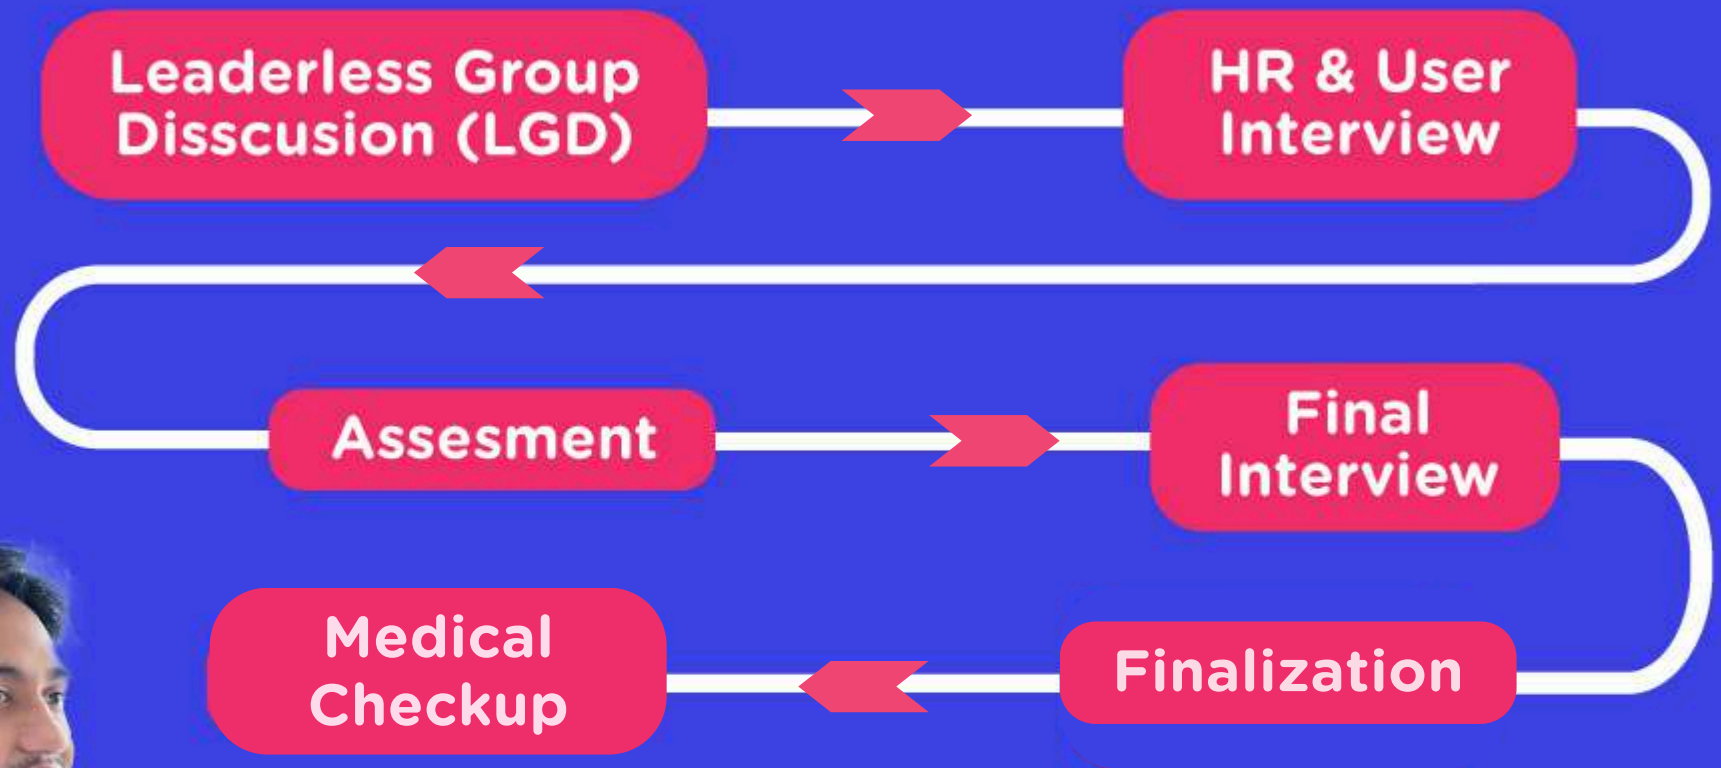 Leaderless Group
Disscusion (LGD)
HR & User
Interview
Assesment
Final
Interview
Finalization
Medical
Checkup